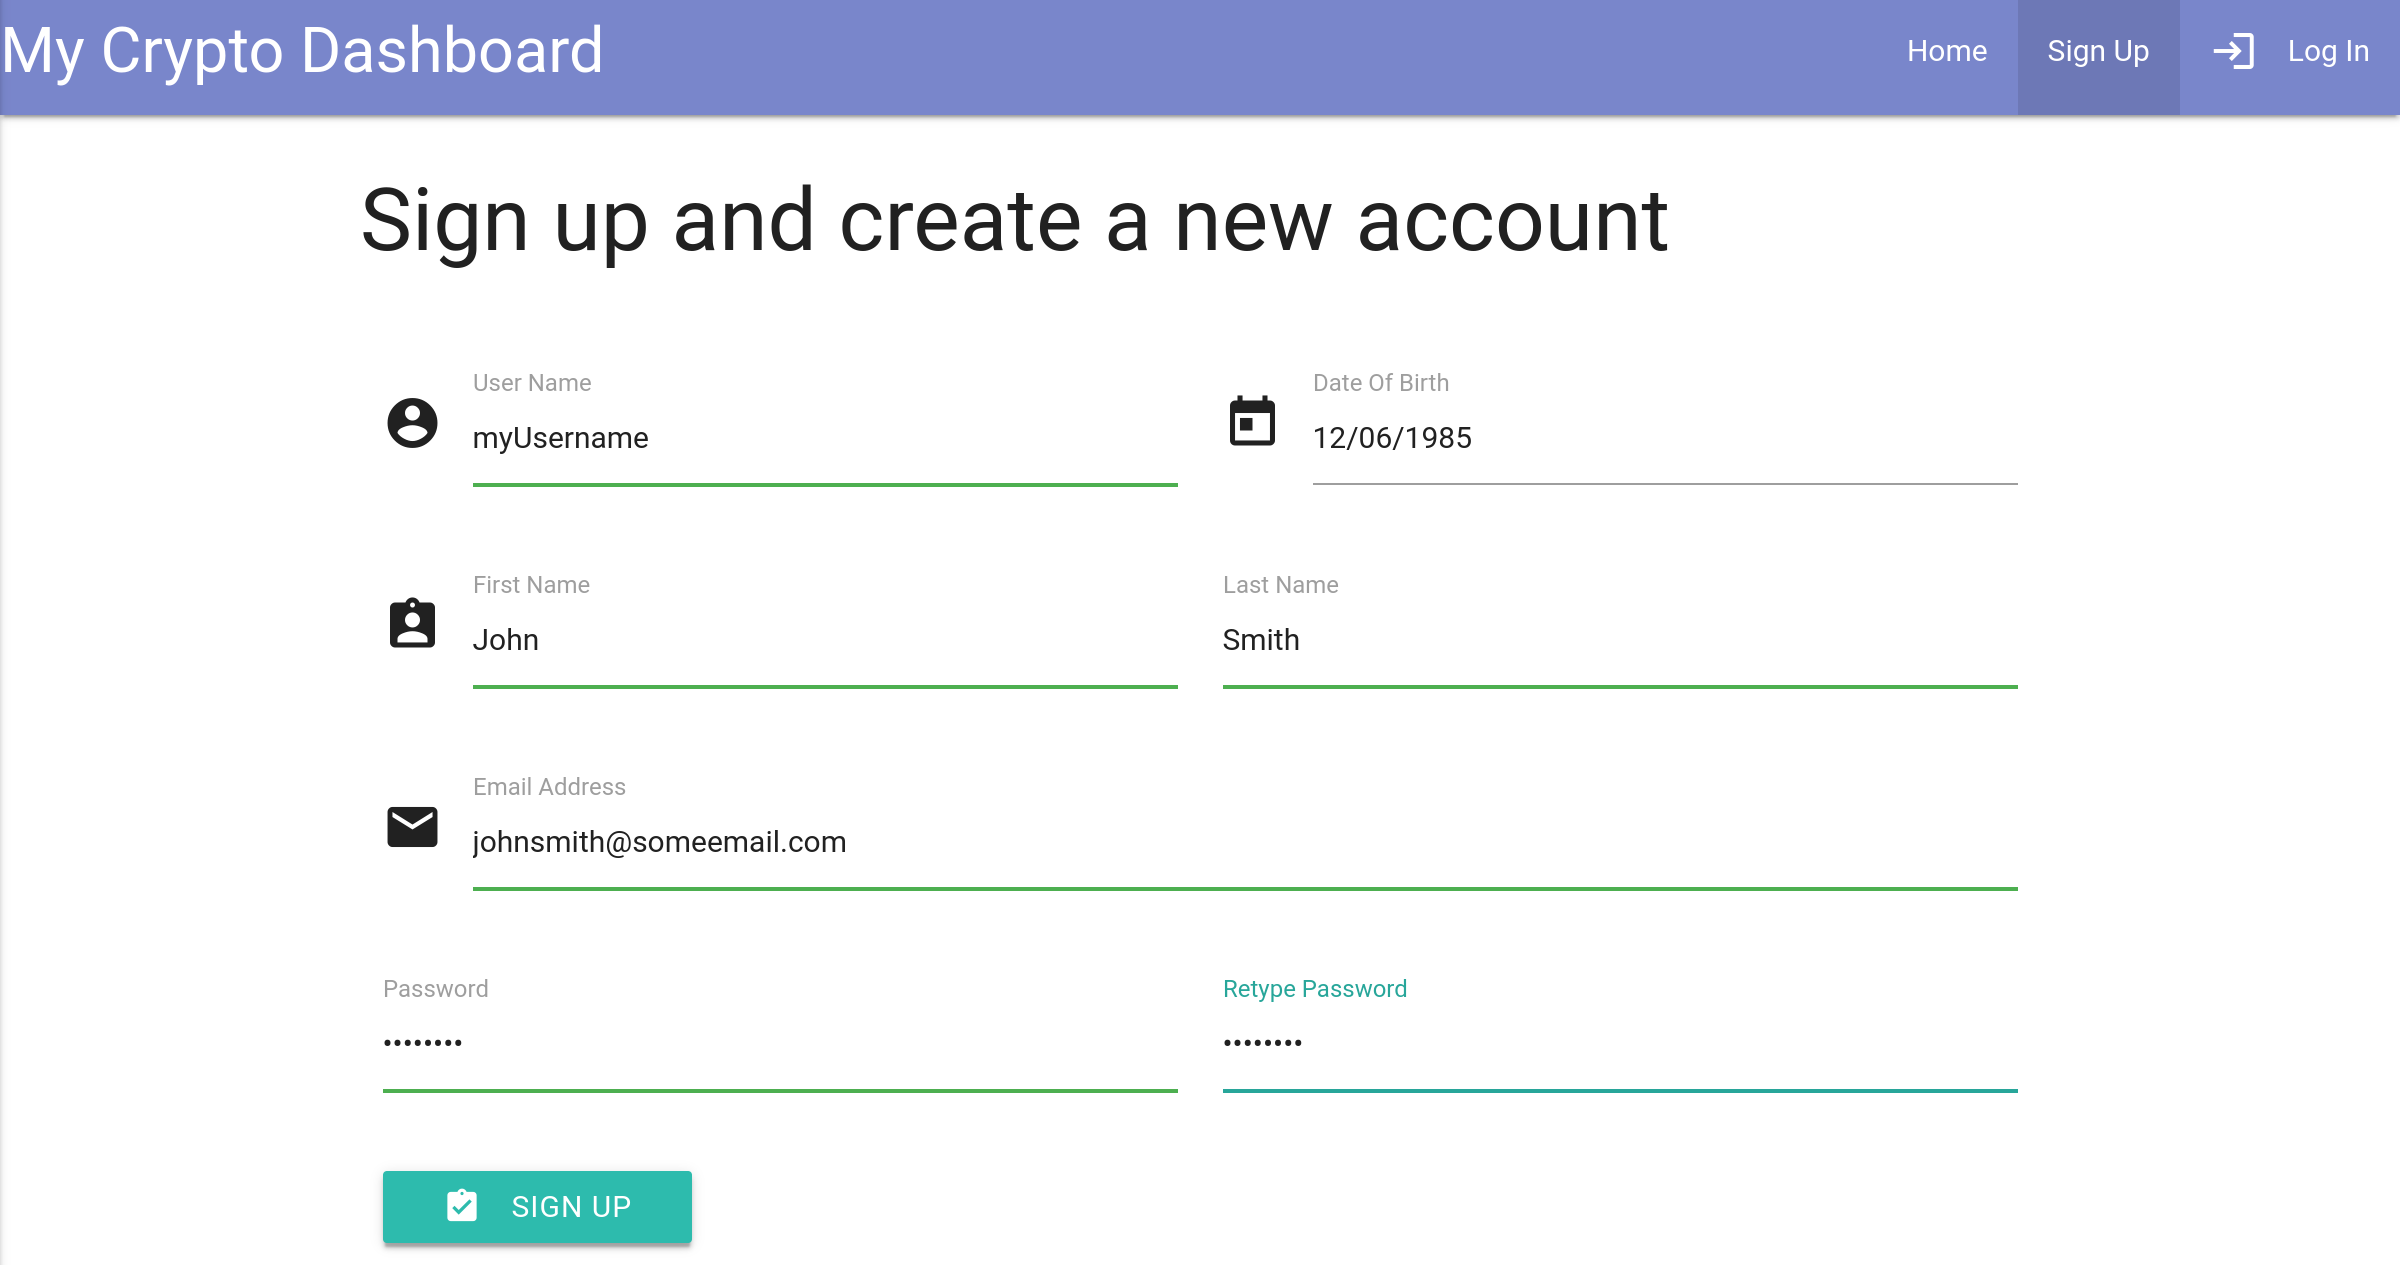 My Crypto Dashboard
Home
Sign Up
Log In
Sign up and create a new account
User Name
myUsername
Date Of Birth
12/06/1985
First Name
John
Last Name
Smith
Email Address
johnsmith@someemail.com
Password
••••••••
Retype Password
••••••••
SIGN UP